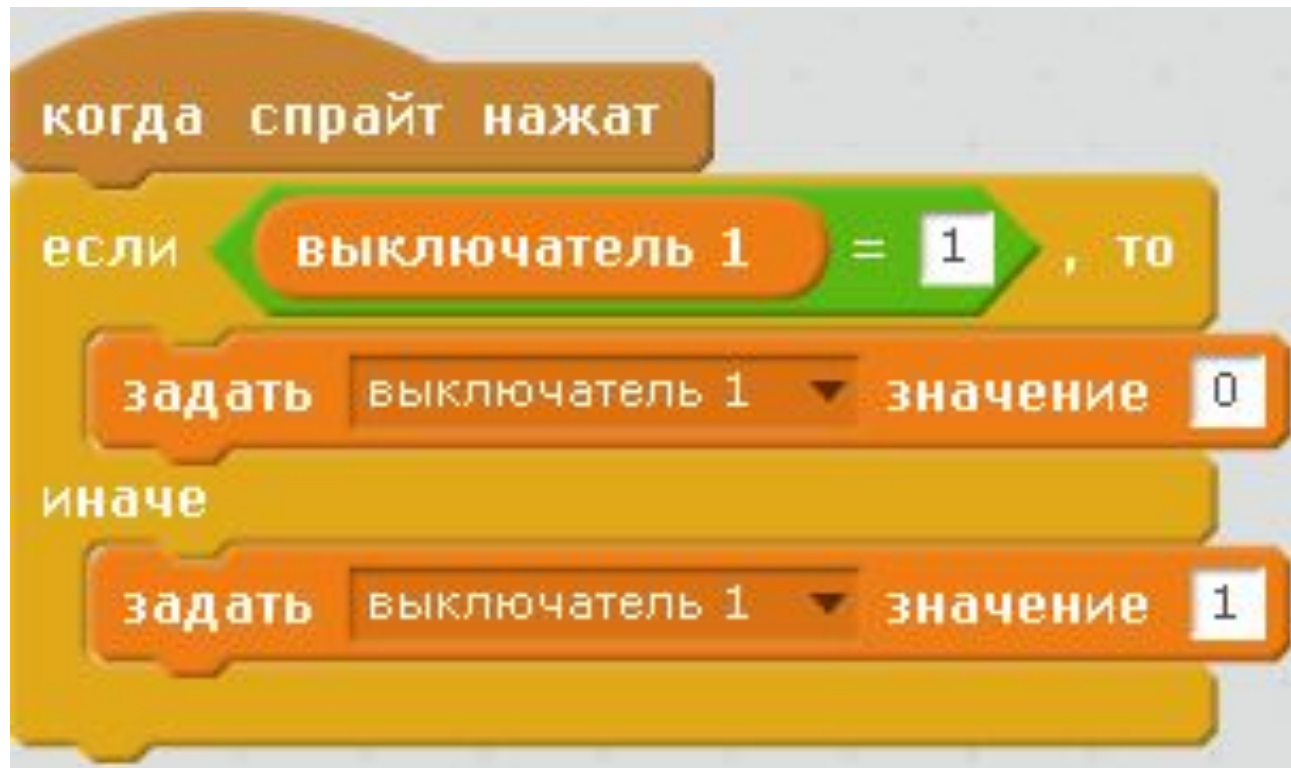 когда спрайт нажат
если выключатель 1 = 1 , то
задать выключатель 1 значение 0
иначе
задать выключатель 1 значение 1